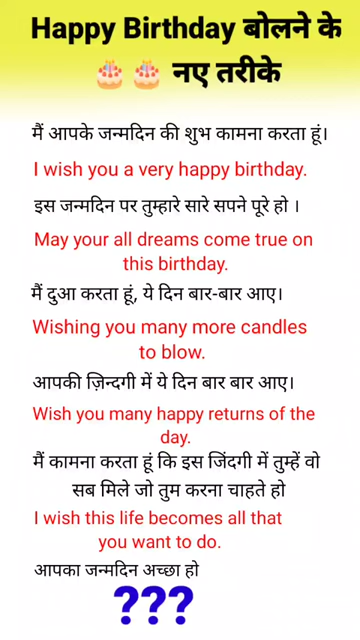 Happy Birthday बोलने के
🎂🎂 नए तरीके
मैं आपके जन्मदिन की शुभ कामना करता हूं।
I wish you a very happy birthday.
इस जन्मदिन पर तुम्हारे सारे सपने पूरे हो ।
May your all dreams come true on
this birthday.
मैं दुआ करता हूं, ये दिन बार-बार आए।
Wishing you many more candles
to blow.
आपकी ज़िन्दगी में ये दिन बार बार आए।
Wish you many happy returns of the
day.
मैं कामना करता हूं कि इस जिंदगी में तुम्हें वो
सब मिले जो तुम करना चाहते हो
I wish this life becomes all that
you want to do.
आपका जन्मदिन अच्छा हो
???